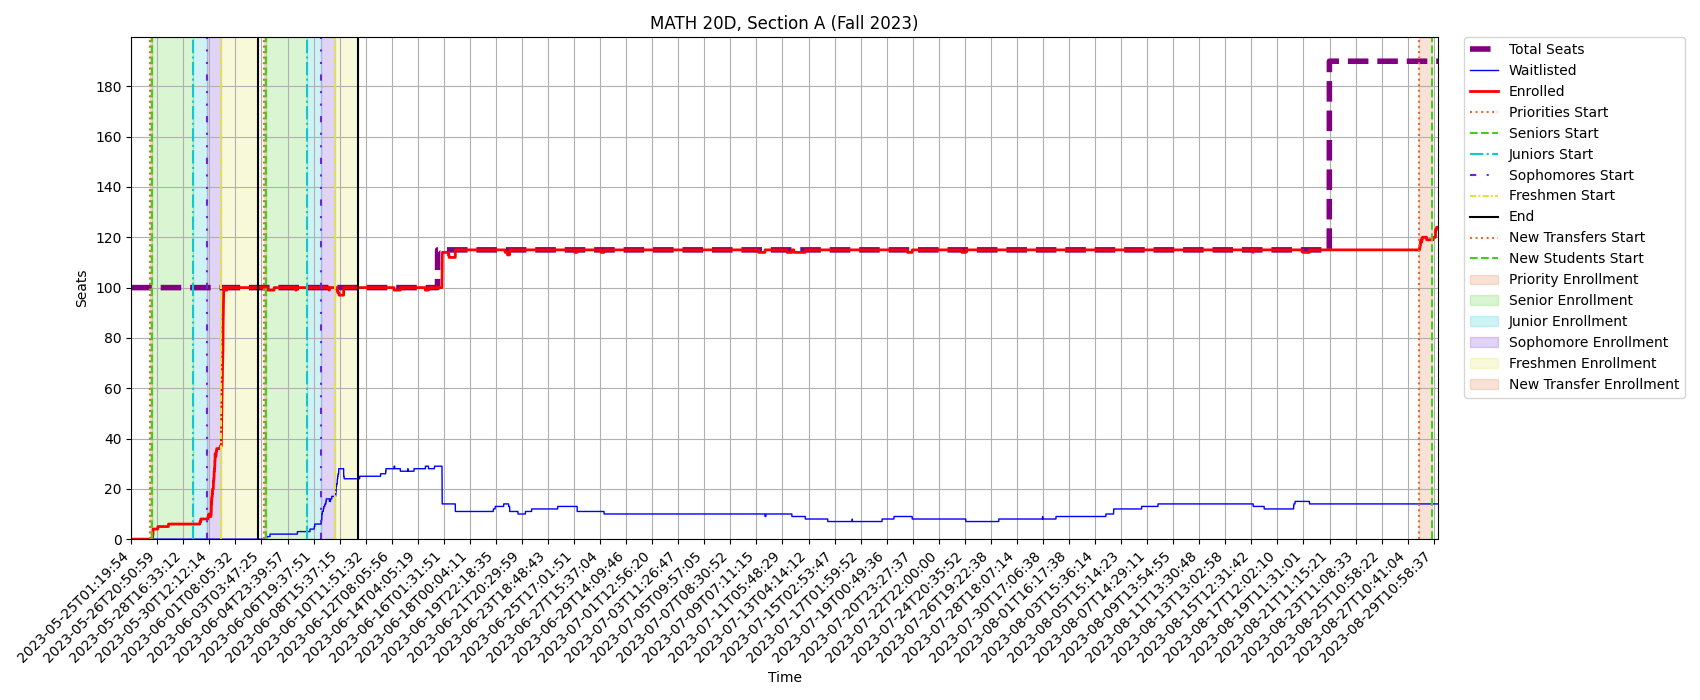 MATH 20D, Section A (Fall 2023)
Seats
180
160
140
120
100
80
60
40
20
0
2023-05-25T01:19:54
2023-05-26T20:50:59
2023-05-28T16:33:12
2023-05-30T12:12:14
2023-06-01T08:05:32
2023-06-03T03:47:25
2023-06-04T23:39:57
2023-06-06T19:37:51
2023-06-08T15:37:15
2023-06-10T11:51:32
2023-06-12T08:05:56
2023-06-14T04:05:19
2023-06-16T01:31:51
2023-06-18T00:04:11
2023-06-19T22:18:35
2023-06-21T20:29:59
2023-06-23T18:48:43
2023-06-25T17:01:51
2023-06-27T15:37:04
2023-06-29T14:09:46
2023-07-01T12:56:20
2023-07-03T11:26:47
2023-07-05T09:57:05
2023-07-07T08:30:52
2023-07-09T07:11:15
2023-07-11T05:48:29
2023-07-13T04:14:12
2023-07-15T02:53:47
2023-07-17T01:59:52
2023-07-19T00:49:36
2023-07-20T23:27:37
2023-07-22T22:00:00
2023-07-24T20:35:52
2023-07-26T19:22:38
2023-07-28T18:07:14
2023-07-30T17:06:38
2023-08-01T16:17:38
2023-08-03T15:36:14
2023-08-05T15:14:23
2023-08-07T14:29:11
2023-08-09T13:54:55
2023-08-11T13:30:48
2023-08-13T13:02:58
2023-08-15T12:31:42
2023-08-17T12:02:10
2023-08-19T11:31:01
2023-08-21T11:15:21
2023-08-23T11:08:33
2023-08-25T10:58:22
2023-08-27T10:41:04
2023-08-29T10:58:37
Time
Total Seats
Waitlisted
Enrolled
Priorities Start
Seniors Start
Juniors Start
Sophomores Start
Freshmen Start
End
New Transfers Start
New Students Start
Priority Enrollment
Senior Enrollment
Junior Enrollment
Sophomore Enrollment
Freshmen Enrollment
New Transfer Enrollment